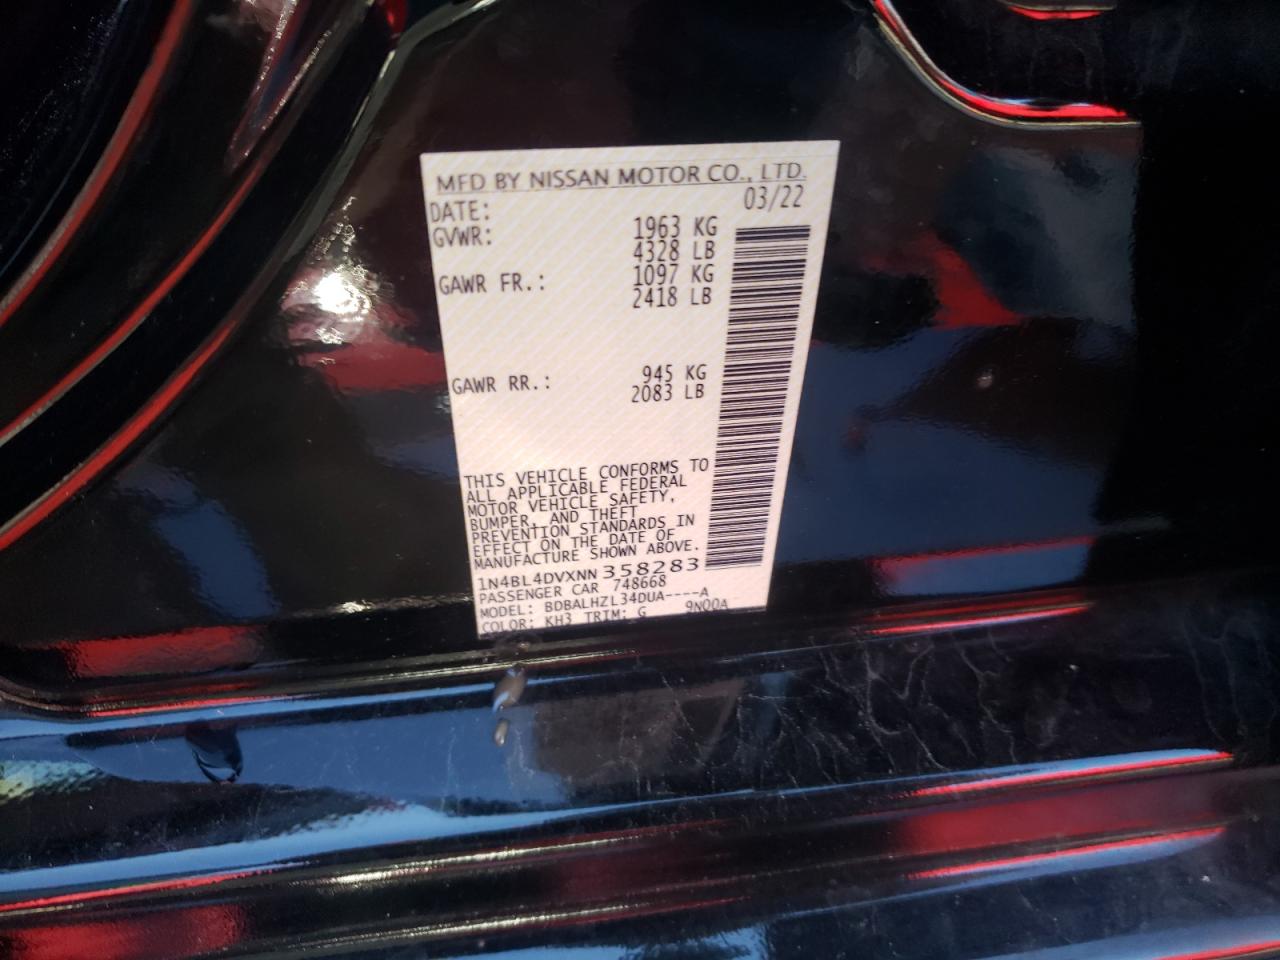 MFD BY NISSAN MOTOR CO., LTD.
DATE: 03/22
GVWR: 1963 KG
4328 LB
GAWR FR.: 1097 KG
2418 LB
GAWR RR.: 945 KG
2083 LB
THIS VEHICLE CONFORMS TO
ALL APPLICABLE FEDERAL
MOTOR VEHICLE SAFETY,
BUMPER, AND THEFT
PREVENTION STANDARDS IN
EFFECT ON THE DATE OF
MANUFACTURE SHOWN ABOVE.
1N4BL4DVXNN358283
PASSENGER CAR 748668
MODEL: BDBALHZL34DUA----A
COLOR: KH3 TRIM: G 9N00A